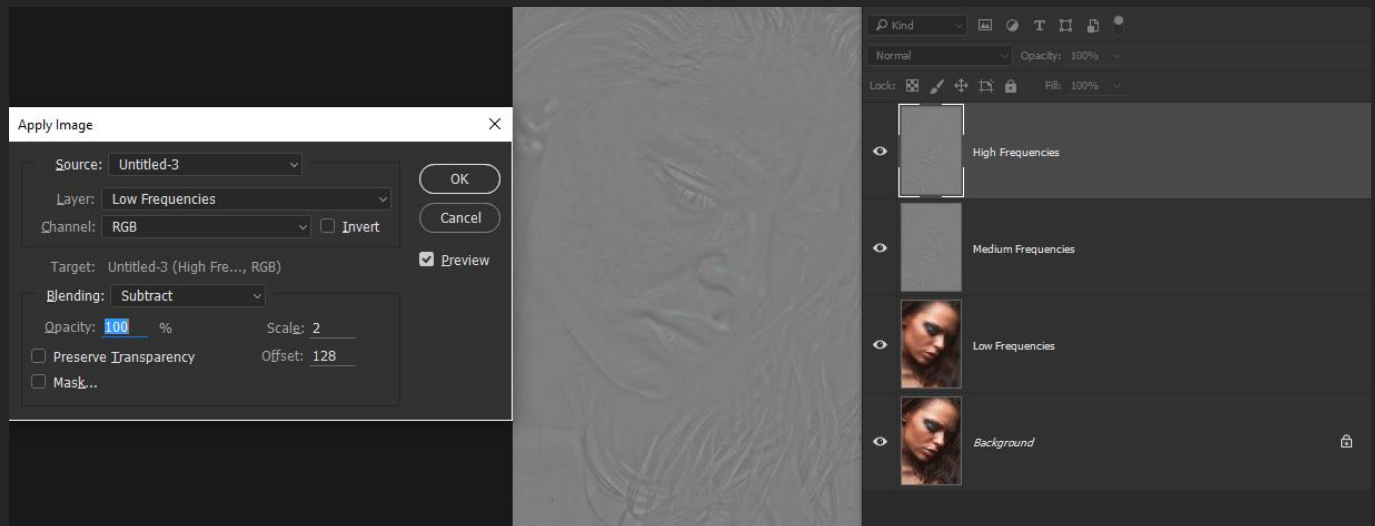 Apply Image
Source: Untitled-3
Layer: Low Frequencies
Channel: RGB Invert
Target: Untitled-3 (High Fre..., RGB)
Blending: Subtract
Opacity: 100 % Scale: 2
Preserve Transparency Offset: 128
Mask...
OK
Cancel
Preview
Kind T
Normal Opacity: 100%
Lock: Fill: 100%
High Frequencies
Medium Frequencies
Low Frequencies
Background